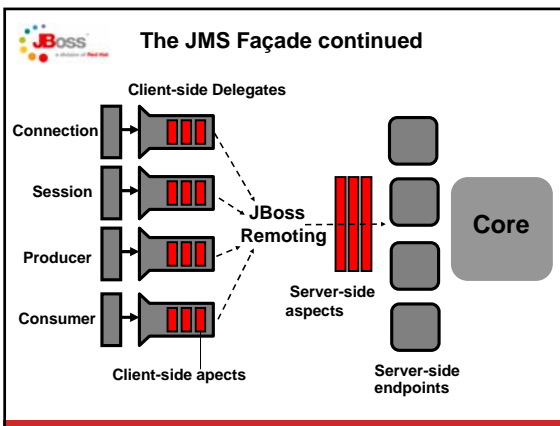 JBoss
a division of Red Hat
The JMS Façade continued
Client-side Delegates
Connection
Session
Producer
Consumer
JBoss
Remoting
Server-side
aspects
Core
Client-side apects
Server-side
endpoints